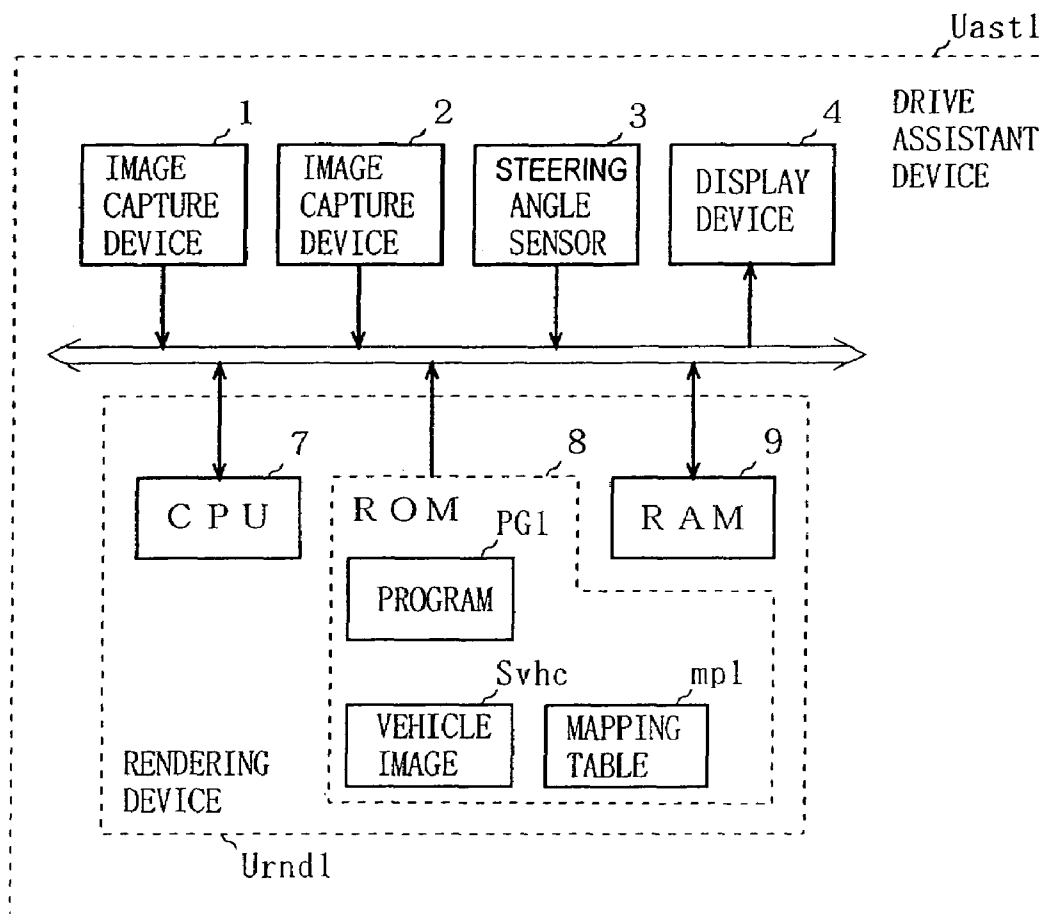 Uast1
DRIVE
ASSISTANT
DEVICE
1
IMAGE
CAPTURE
DEVICE
2
IMAGE
CAPTURE
DEVICE
3
STEERING
ANGLE
SENSOR
4
DISPLAY
DEVICE
7
CPU
8
ROM
PG1
PROGRAM
Svhc
VEHICLE
IMAGE
mp1
MAPPING
TABLE
9
RAM
RENDERING
DEVICE
Urnd1